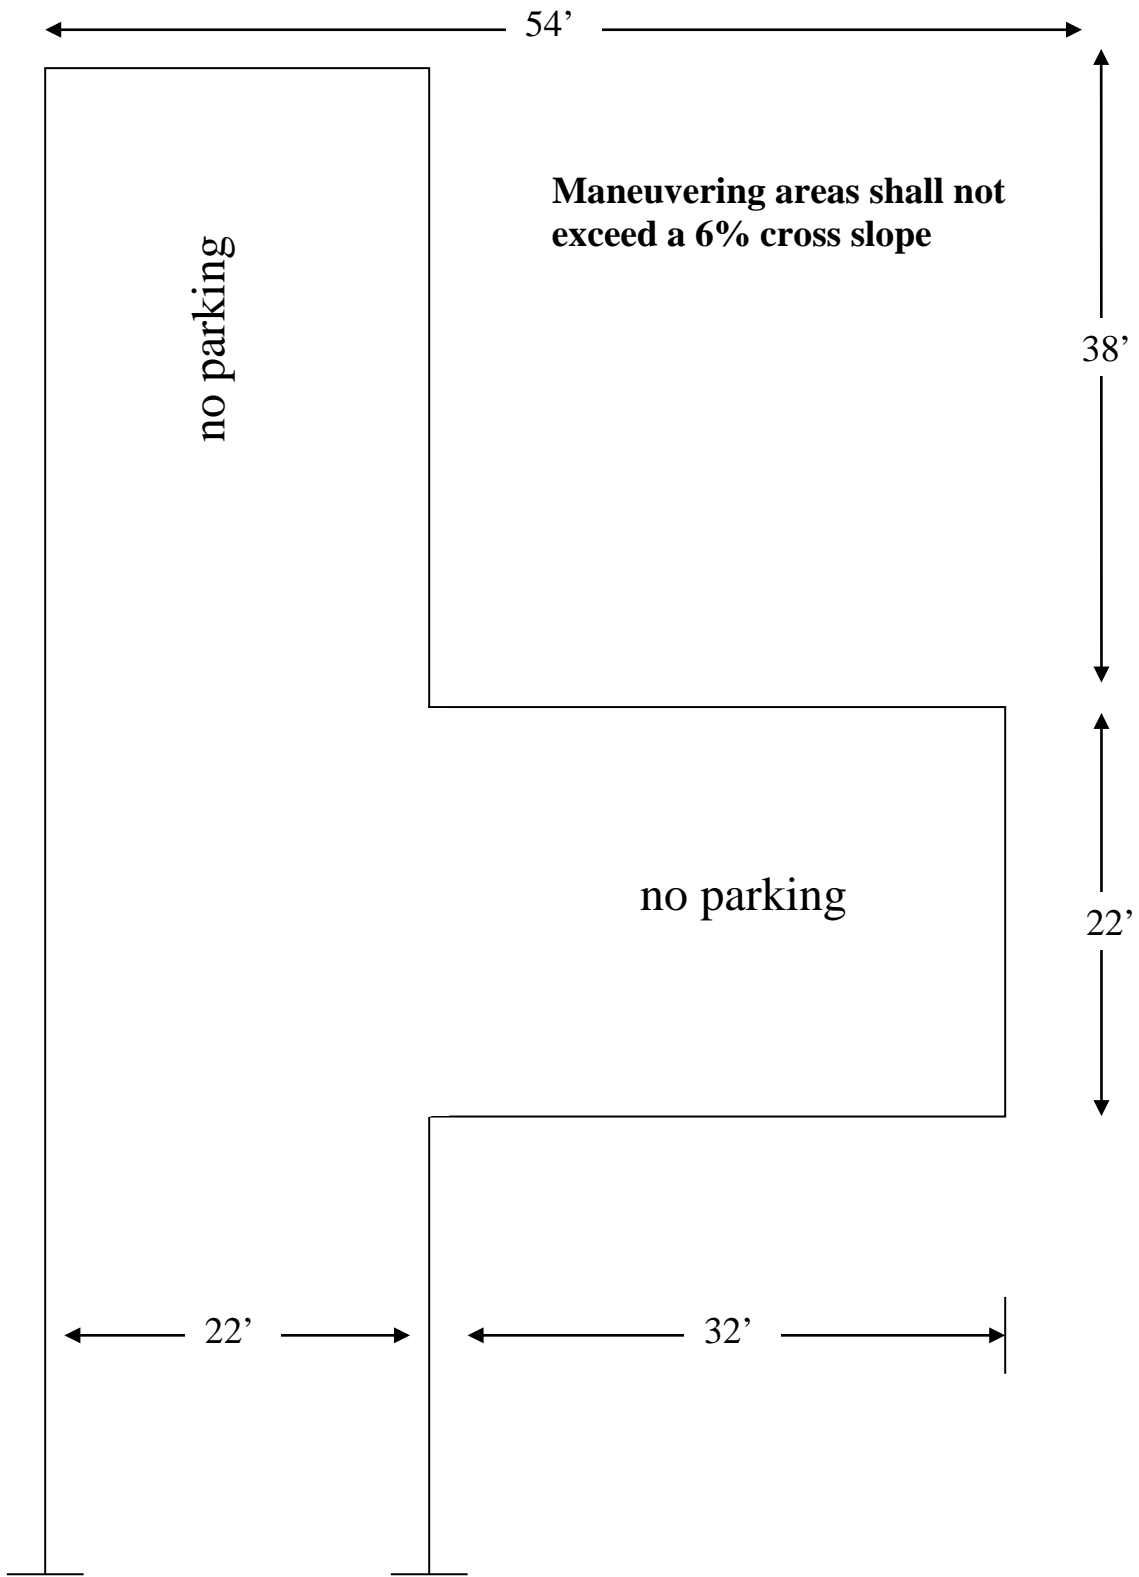 54’
Maneuvering areas shall not
exceed a 6% cross slope
no parking
38’
no parking
22’
22’
32’